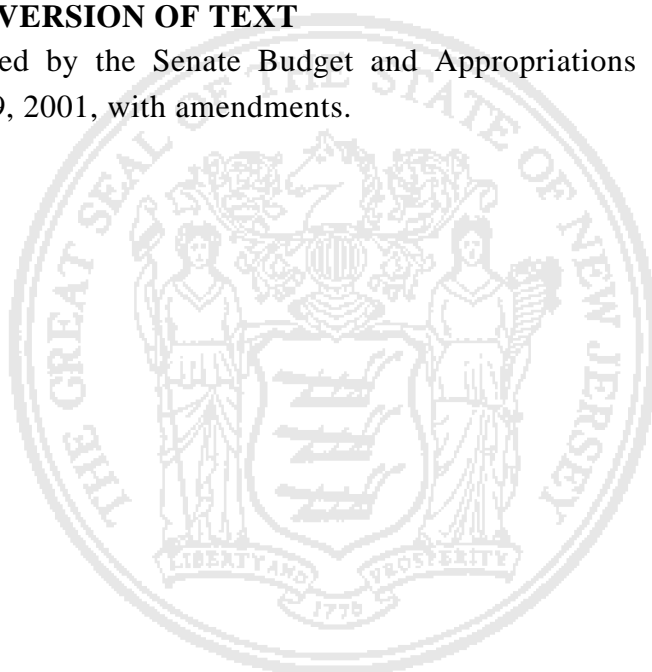 VERSION OF TEXT
ed by the Senate Budget and Appropriations
9, 2001, with amendments.
THE GREAT SEAL OF THE STATE OF NEW JERSEY
LIBERTY AND PROSPERITY
1776